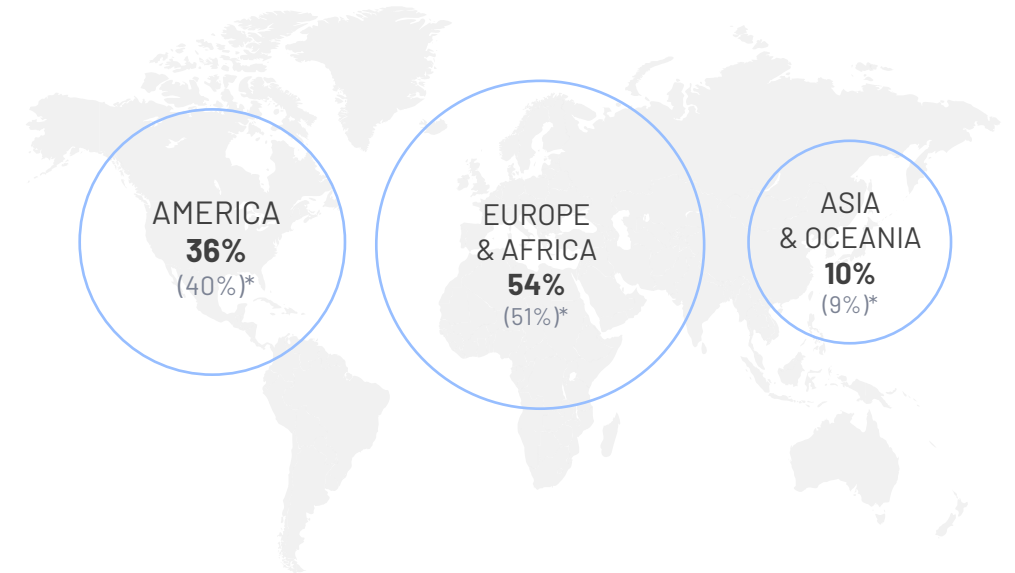 AMERICA
36%
(40%)*
EUROPE
& AFRICA
54%
(51%)*
ASIA
& OCEANIA
10%
(9%)*